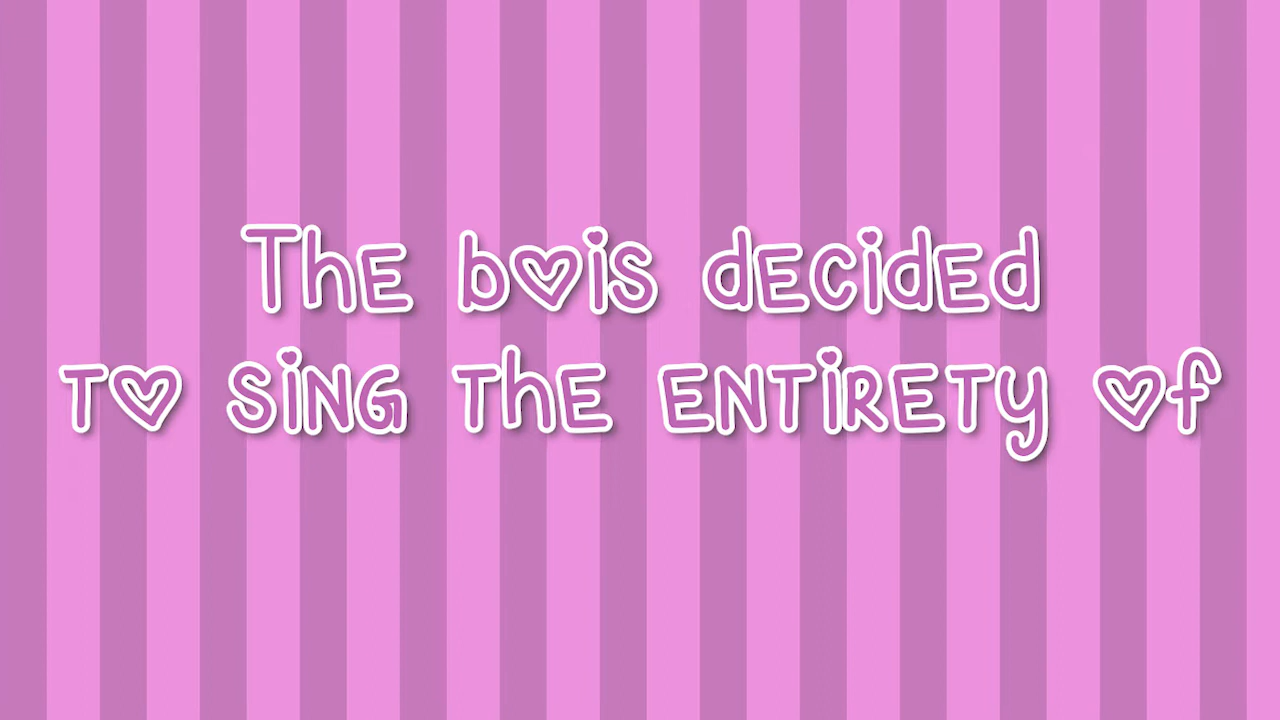 The bois decided
to sing the entirety of